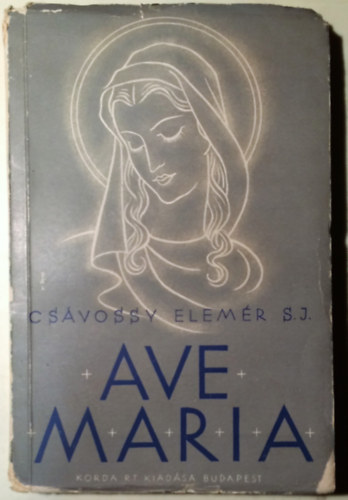 CSÁVOSSY ELEMÉR S.J.
AVE
MARIA
KORDA RT KIADÁSA BUDAPEST